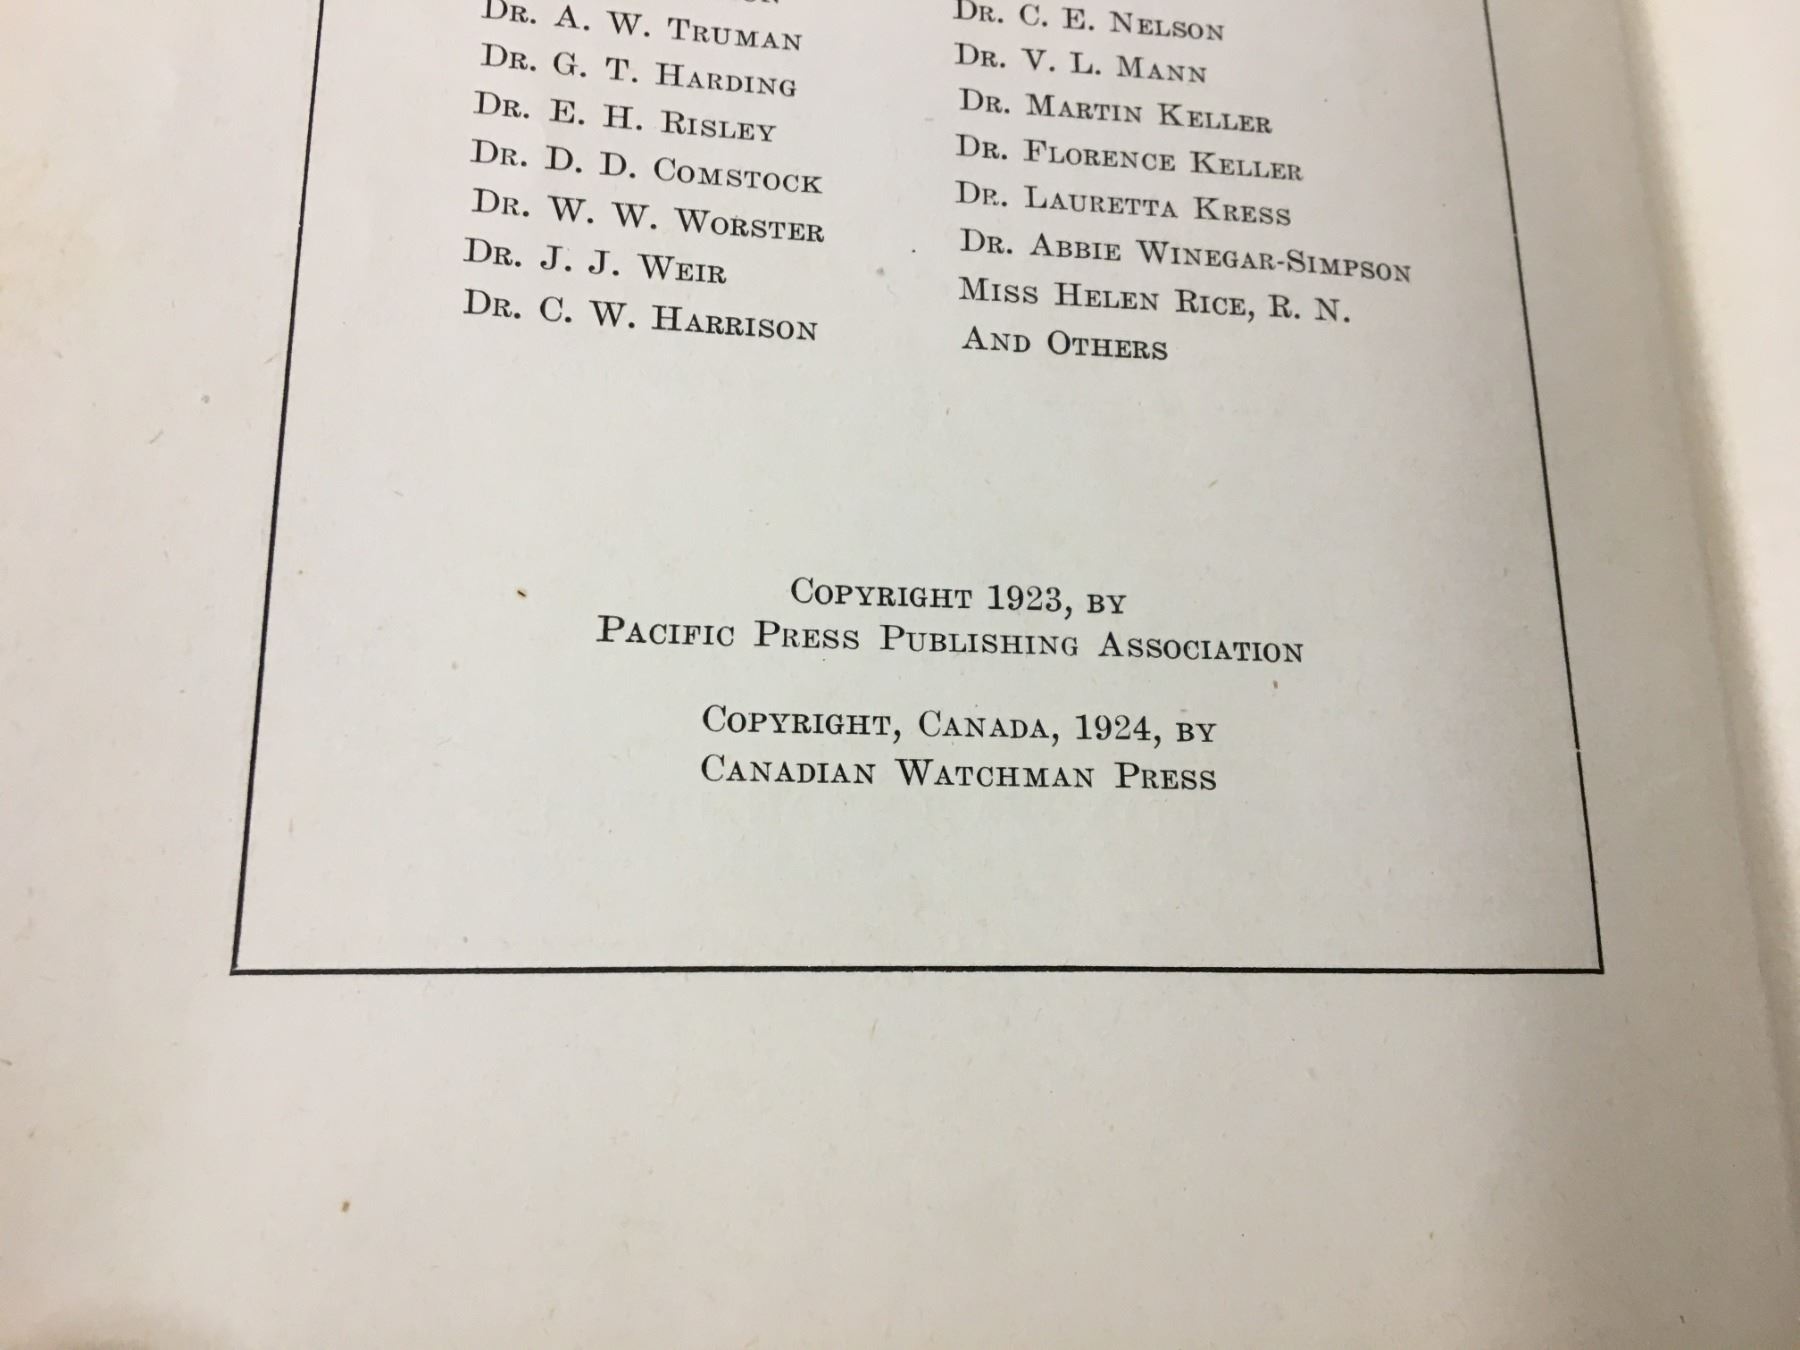 Dr. A. W. Truman
Dr. G. T. Harding
Dr. E. H. Risley
Dr. D. D. Comstock
Dr. W. W. Worster
Dr. J. J. Weir
Dr. C. W. Harrison
Dr. C. E. Nelson
Dr. V. L. Mann
Dr. Martin Keller
Dr. Florence Keller
Dr. Lauretta Kress
Dr. Abbie Winegar-Simpson
Miss Helen Rice, R. N.
And Others
Copyright 1923, by
Pacific Press Publishing Association
Copyright, Canada, 1924, by
Canadian Watchman Press